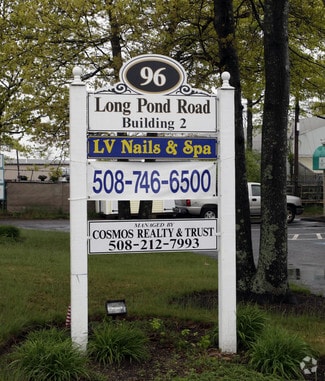 96
Long Pond Road
Building 2
LV Nails & Spa
508-746-6500
MANAGED BY
COSMOS REALTY & TRUST
508-212-7993